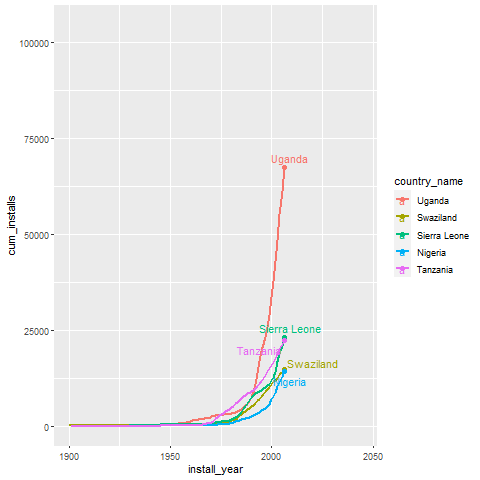 100000
75000
50000
25000
0
cum_installs
1900
1950
2000
2050
install_year
Uganda
Sierra Leone
Tanzania
Swaziland
Nigeria
country_name
Uganda
Swaziland
Sierra Leone
Nigeria
Tanzania